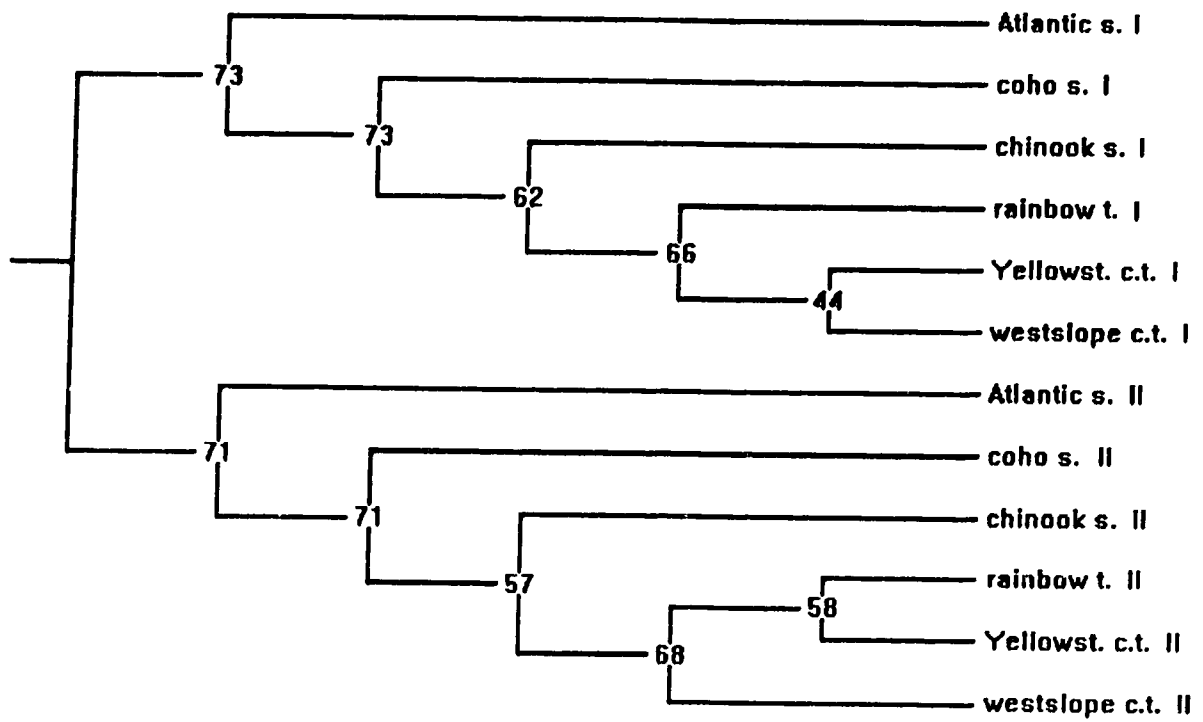 Atlantic s. I
73
coho s. I
73
chinook s. I
62
rainbow t. I
66
Yellowst. c.t. I
44
westslope c.t. I
Atlantic s. II
71
coho s. II
71
chinook s. II
57
rainbow t. II
58
Yellowst. c.t. II
68
westslope c.t. II